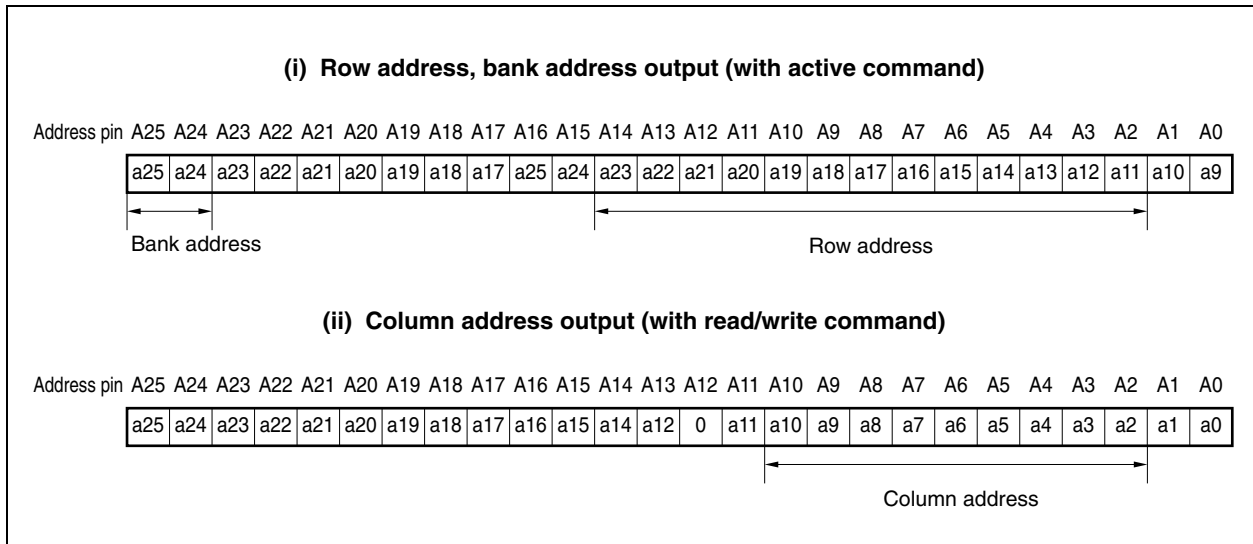 (i) Row address, bank address output (with active command)
Address pin A25 A24 A23 A22 A21 A20 A19 A18 A17 A16 A15 A14 A13 A12 A11 A10 A9 A8 A7 A6 A5 A4 A3 A2 A1 A0
a25 a24 a23 a22 a21 a20 a19 a18 a17 a25 a24 a23 a22 a21 a20 a19 a18 a17 a16 a15 a14 a13 a12 a11 a10 a9
Bank address Row address
(ii) Column address output (with read/write command)
Address pin A25 A24 A23 A22 A21 A20 A19 A18 A17 A16 A15 A14 A13 A12 A11 A10 A9 A8 A7 A6 A5 A4 A3 A2 A1 A0
a25 a24 a23 a22 a21 a20 a19 a18 a17 a16 a15 a14 a12 0 a11 a10 a9 a8 a7 a6 a5 a4 a3 a2 a1 a0
Column address